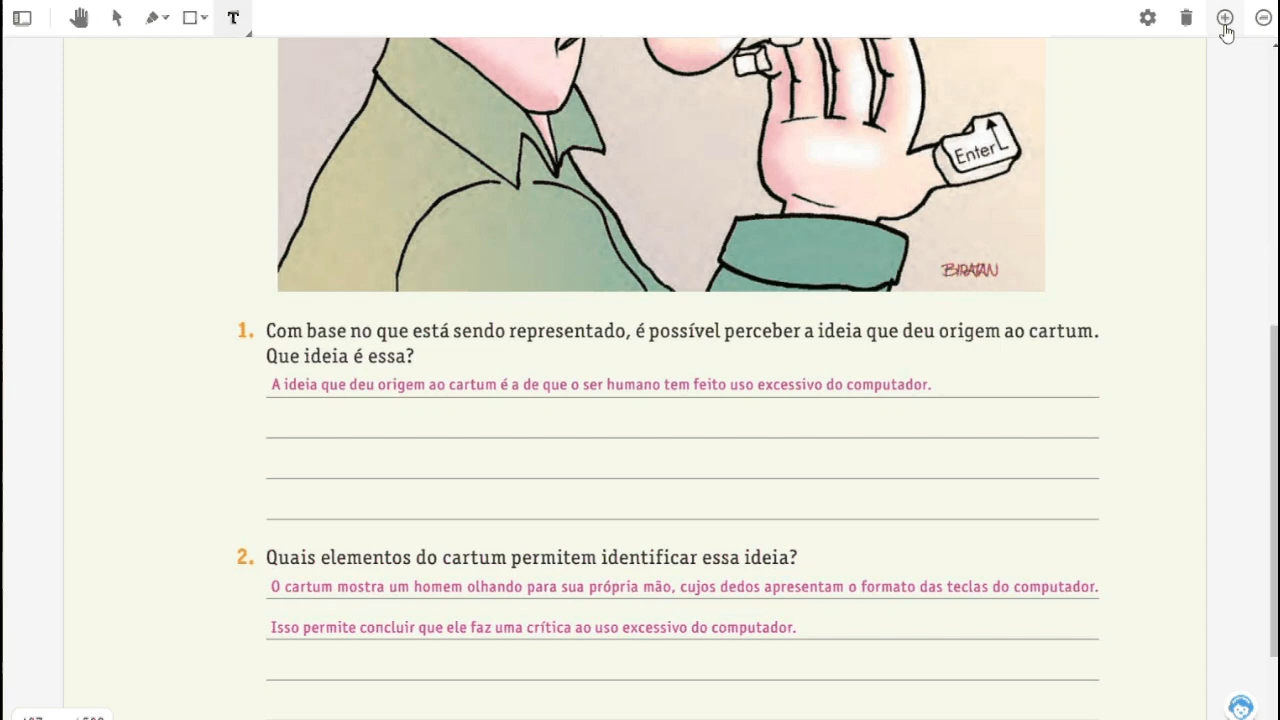 T
Enter
BIRATAN
1. Com base no que está sendo representado, é possível perceber a ideia que deu origem ao cartum.
Que ideia é essa?
A ideia que deu origem ao cartum é a de que o ser humano tem feito uso excessivo do computador.
2. Quais elementos do cartum permitem identificar essa ideia?
O cartum mostra um homem olhando para sua própria mão, cujos dedos apresentam o formato das teclas do computador.
Isso permite concluir que ele faz uma crítica ao uso excessivo do computador.